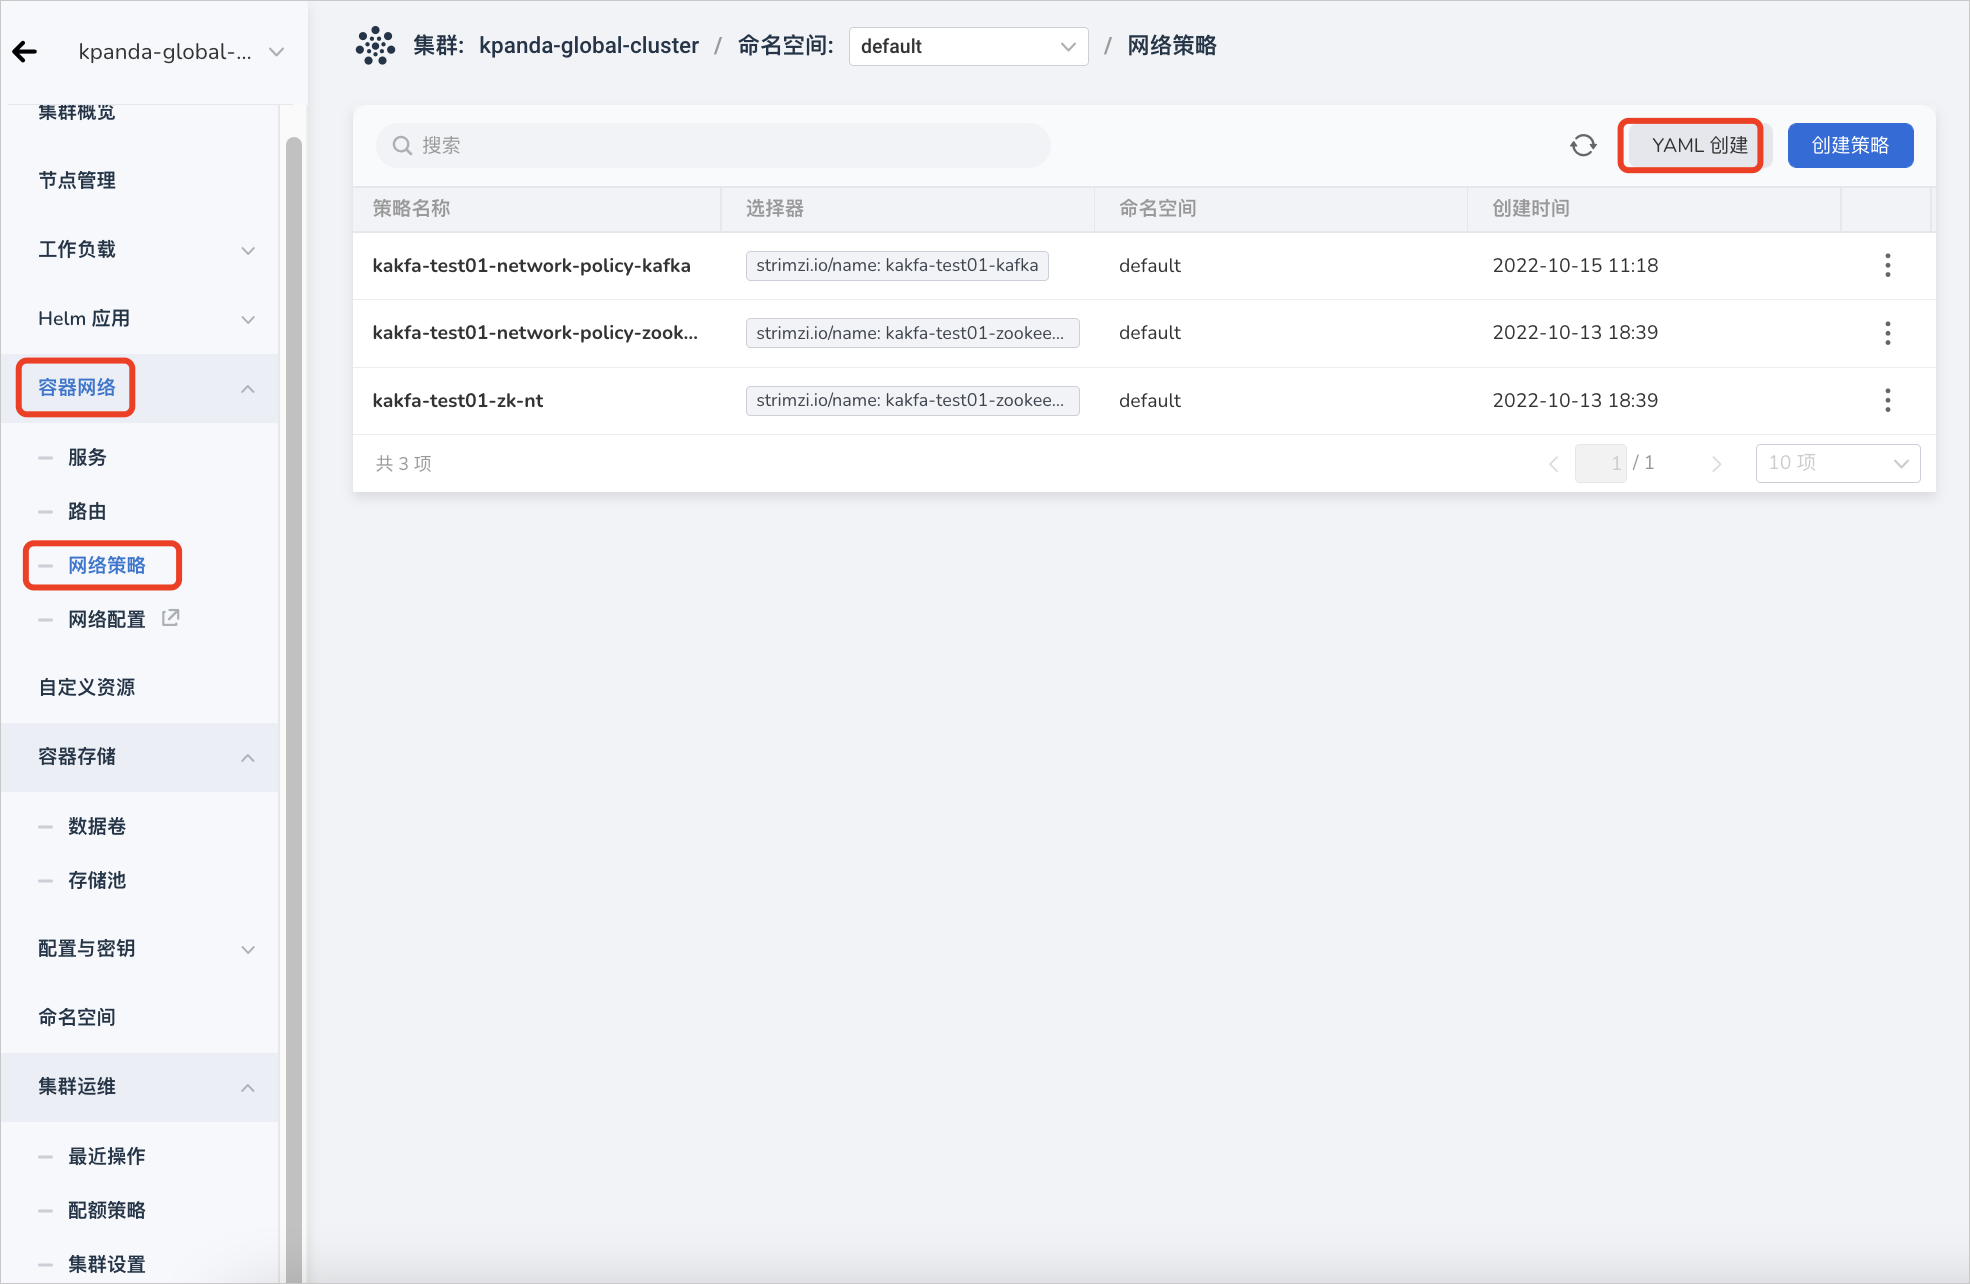 kpanda-global-...
集群概览
节点管理
工作负载
Helm 应用
容器网络
服务
路由
网络策略
网络配置
自定义资源
容器存储
数据卷
存储池
配置与密钥
命名空间
集群运维
最近操作
配额策略
集群设置
集群: kpanda-global-cluster / 命名空间: default / 网络策略
搜索
YAML 创建
创建策略
策略名称 选择器 命名空间 创建时间
kakfa-test01-network-policy-kafka strimzi.io/name: kakfa-test01-kafka default 2022-10-15 11:18
kakfa-test01-network-policy-zook... strimzi.io/name: kakfa-test01-zookee... default 2022-10-13 18:39
kakfa-test01-zk-nt strimzi.io/name: kakfa-test01-zookee... default 2022-10-13 18:39
共 3 项 1 / 1 10 项